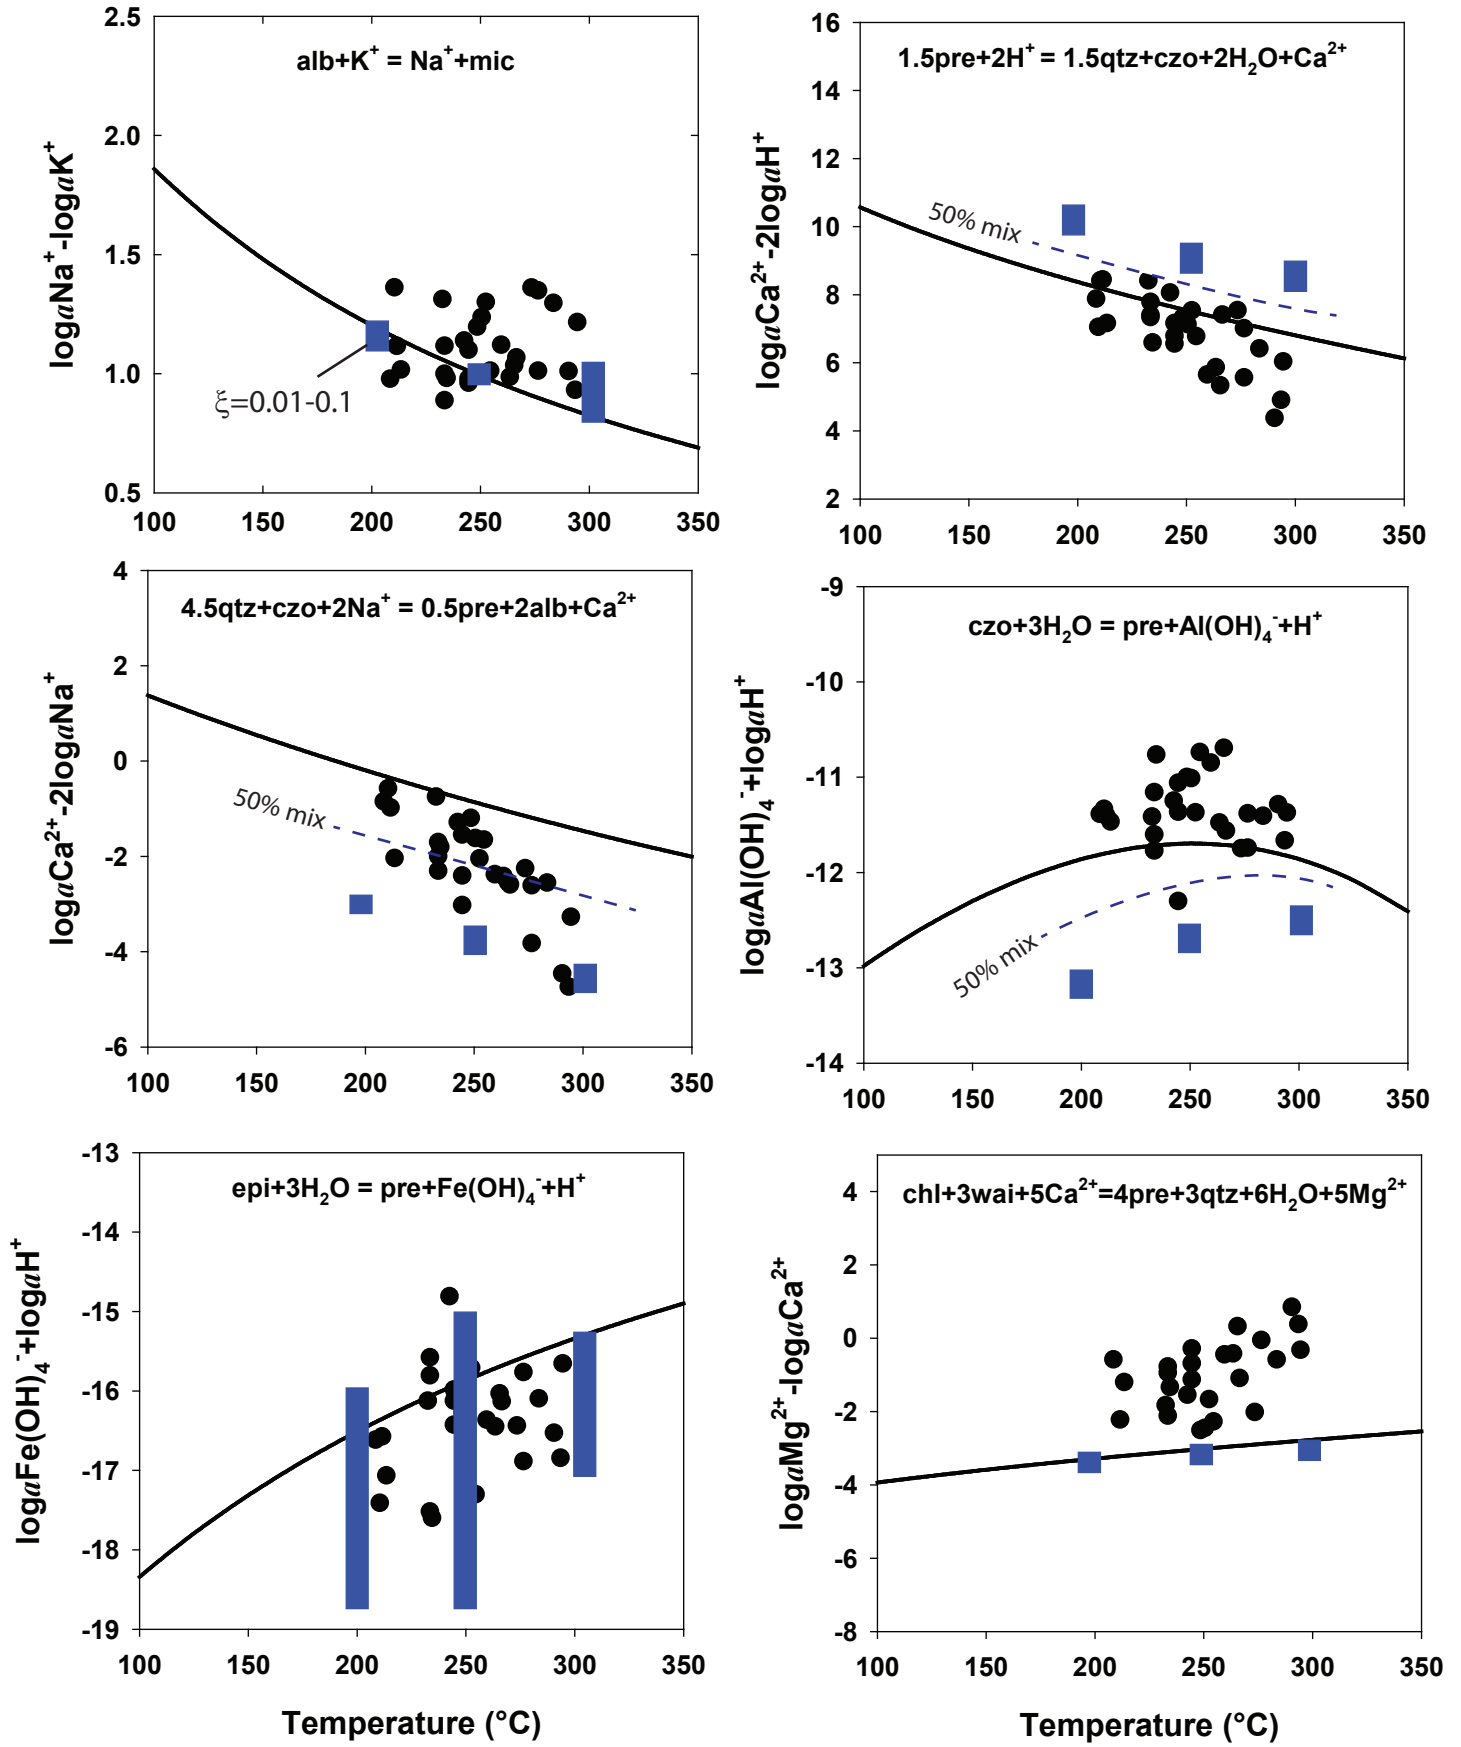 alb+K⁺ = Na⁺+mic
logaNa⁺-logaK⁺
2.5
2.0
1.5
1.0
0.5
ξ=0.01-0.1
100 150 200 250 300 350
1.5pre+2H⁺ = 1.5qtz+czo+2H₂O+Ca²⁺
logaCa²⁺-2logaH⁺
16
14
12
10
8
6
4
2
50% mix
100 150 200 250 300 350
4.5qtz+czo+2Na⁺ = 0.5pre+2alb+Ca²⁺
logaCa²⁺-2logaNa⁺
4
2
0
-2
-4
-6
50% mix
100 150 200 250 300 350
czo+3H₂O = pre+Al(OH)₄⁻+H⁺
logaAl(OH)₄⁻+logaH⁺
-9
-10
-11
-12
-13
-14
50% mix
100 150 200 250 300 350
epi+3H₂O = pre+Fe(OH)₄⁻+H⁺
logaFe(OH)₄⁻+logaH⁺
-13
-14
-15
-16
-17
-18
-19
100 150 200 250 300 350
Temperature (°C)
chl+3wai+5Ca²⁺=4pre+3qtz+6H₂O+5Mg²⁺
logaMg²⁺-logaCa²⁺
4
2
0
-2
-4
-6
-8
100 150 200 250 300 350
Temperature (°C)